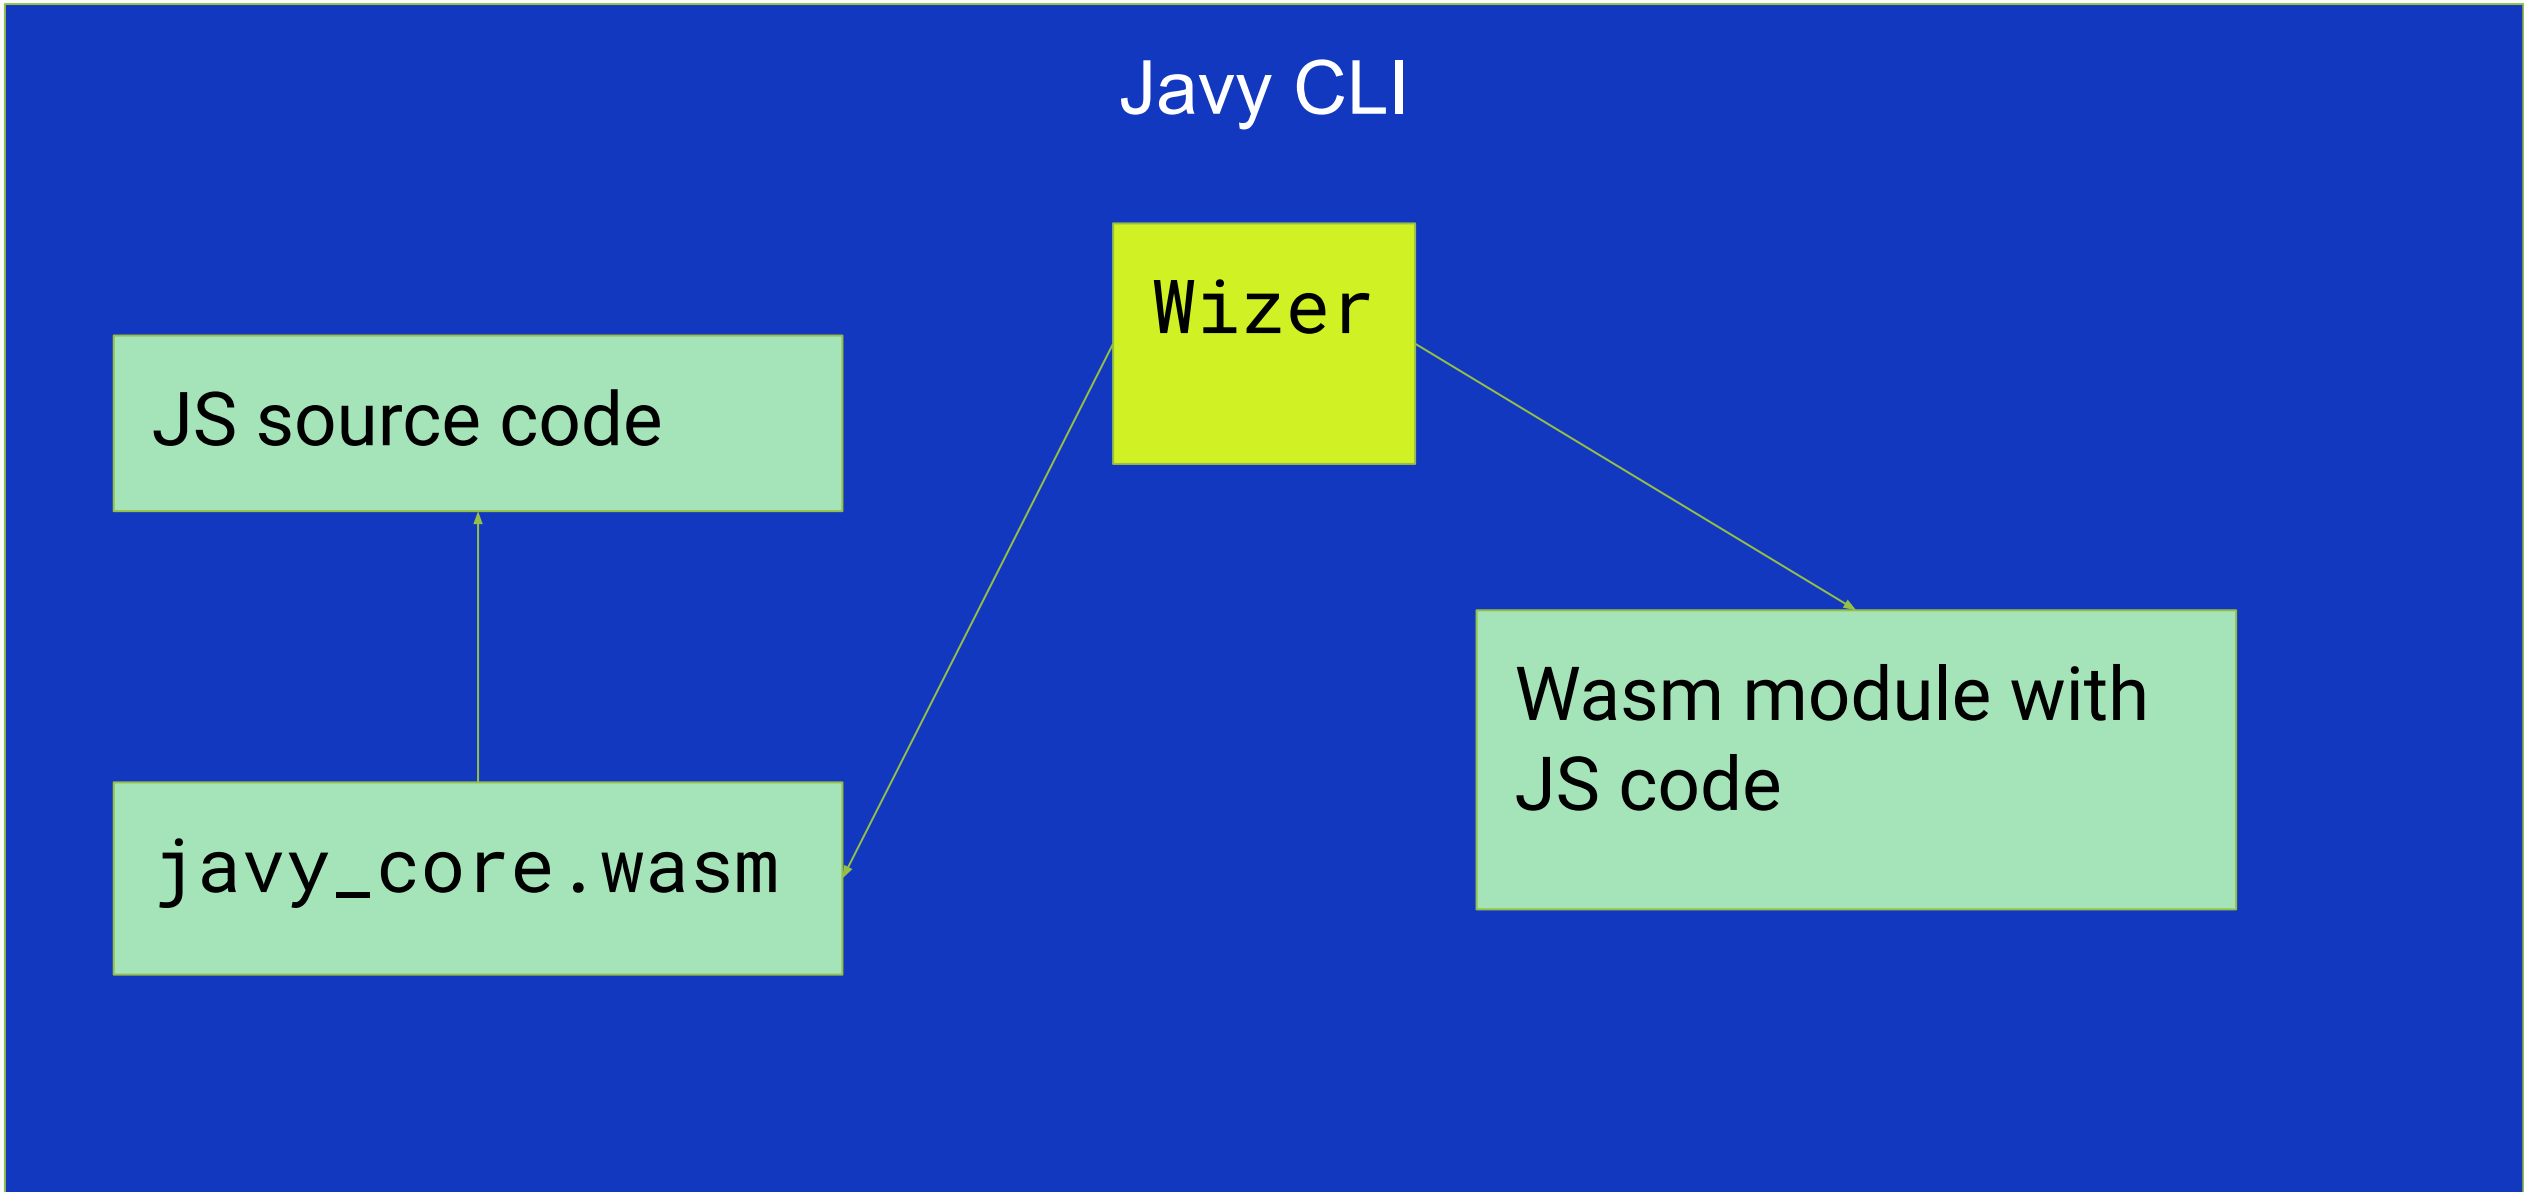 Javy CLI
Wizer
JS source code
javy_core.wasm
Wasm module with
JS code